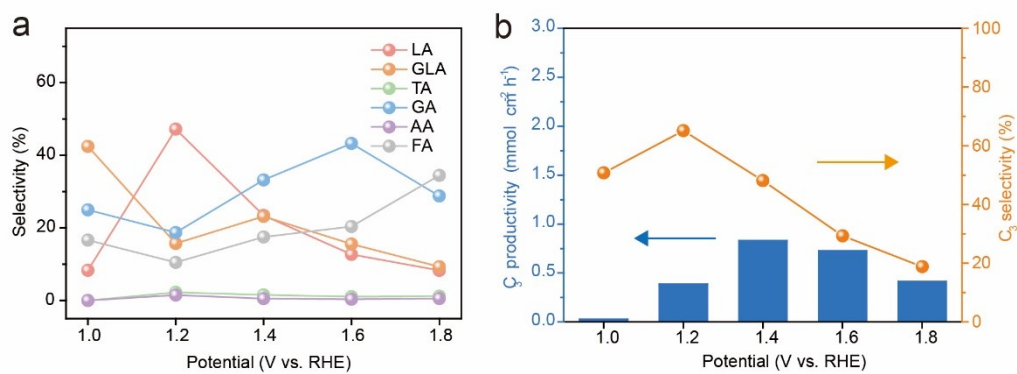 a
LA
GLA
TA
GA
AA
FA
60
40
20
0
Selectivity (%)
1.0 1.2 1.4 1.6 1.8
Potential (V vs. RHE)
b
3.0
2.5
2.0
1.5
1.0
0.5
0.0
C₃ productivity (mmol cm² h⁻¹)
100
80
60
40
20
0
C₃ selectivity (%)
1.0 1.2 1.4 1.6 1.8
Potential (V vs. RHE)